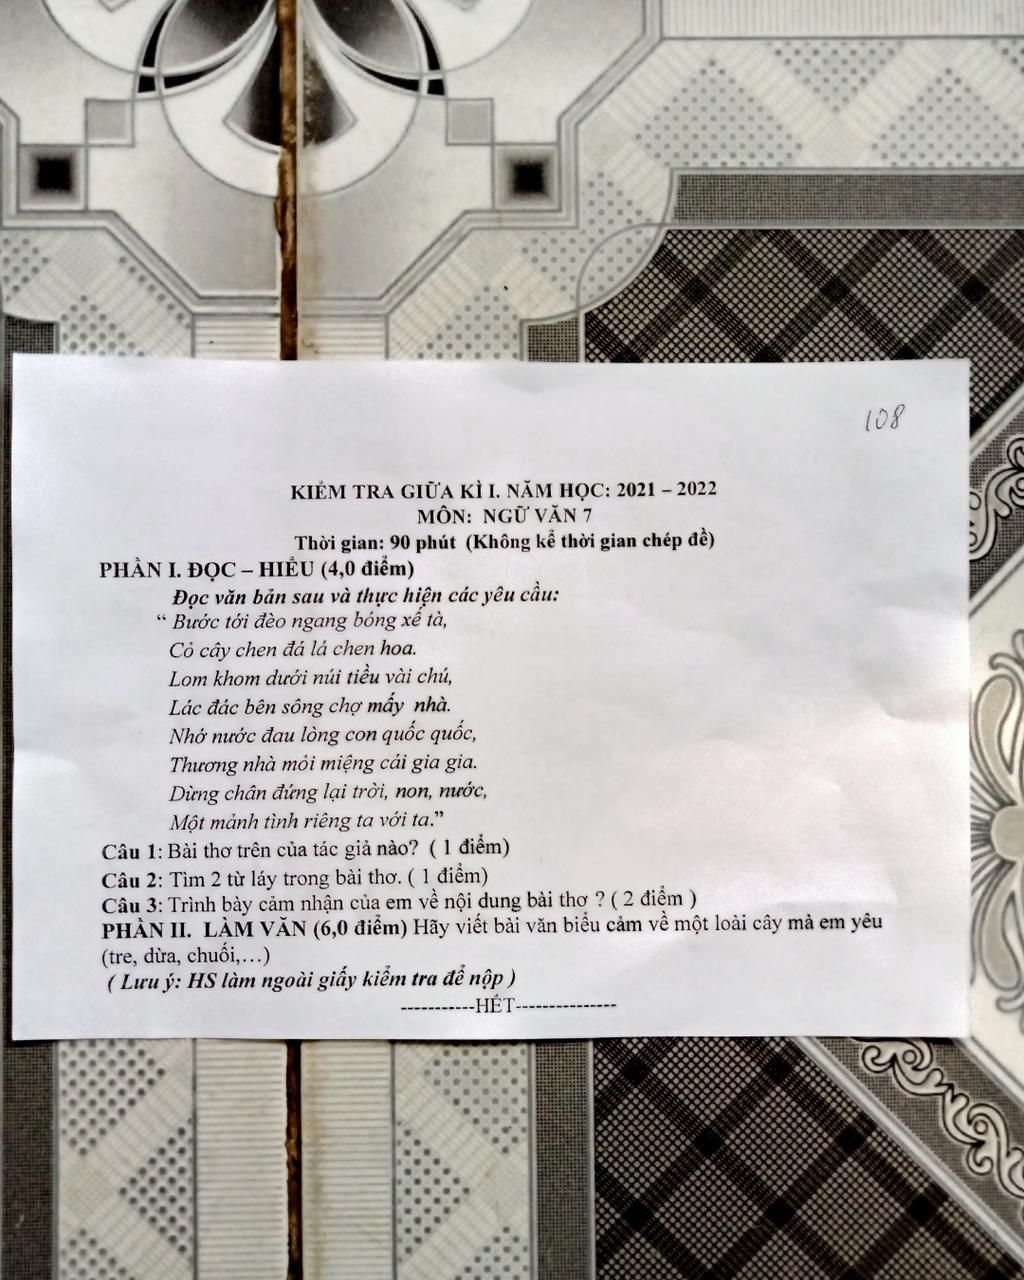 108
KIỂM TRA GIỮA KÌ I. NĂM HỌC: 2021 – 2022
MÔN: NGỮ VĂN 7
Thời gian: 90 phút (Không kể thời gian chép đề)
PHẦN I. ĐỌC – HIỂU (4,0 điểm)
Đọc văn bản sau và thực hiện các yêu cầu:
“ Bước tới đèo ngang bóng xế tà,
Cỏ cây chen đá lá chen hoa.
Lom khom dưới núi tiều vài chú,
Lác đác bên sông chợ mấy nhà.
Nhớ nước đau lòng con quốc quốc,
Thương nhà mỏi miệng cái gia gia.
Dừng chân đứng lại trời, non, nước,
Một mảnh tình riêng ta với ta.”
Câu 1: Bài thơ trên của tác giả nào? ( 1 điểm)
Câu 2: Tìm 2 từ láy trong bài thơ. ( 1 điểm)
Câu 3: Trình bày cảm nhận của em về nội dung bài thơ ? ( 2 điểm )
PHẦN II. LÀM VĂN (6,0 điểm) Hãy viết bài văn biểu cảm về một loài cây mà em yêu
(tre, dừa, chuối,…)
( Lưu ý: HS làm ngoài giấy kiểm tra để nộp )
-----------HẾT---------------